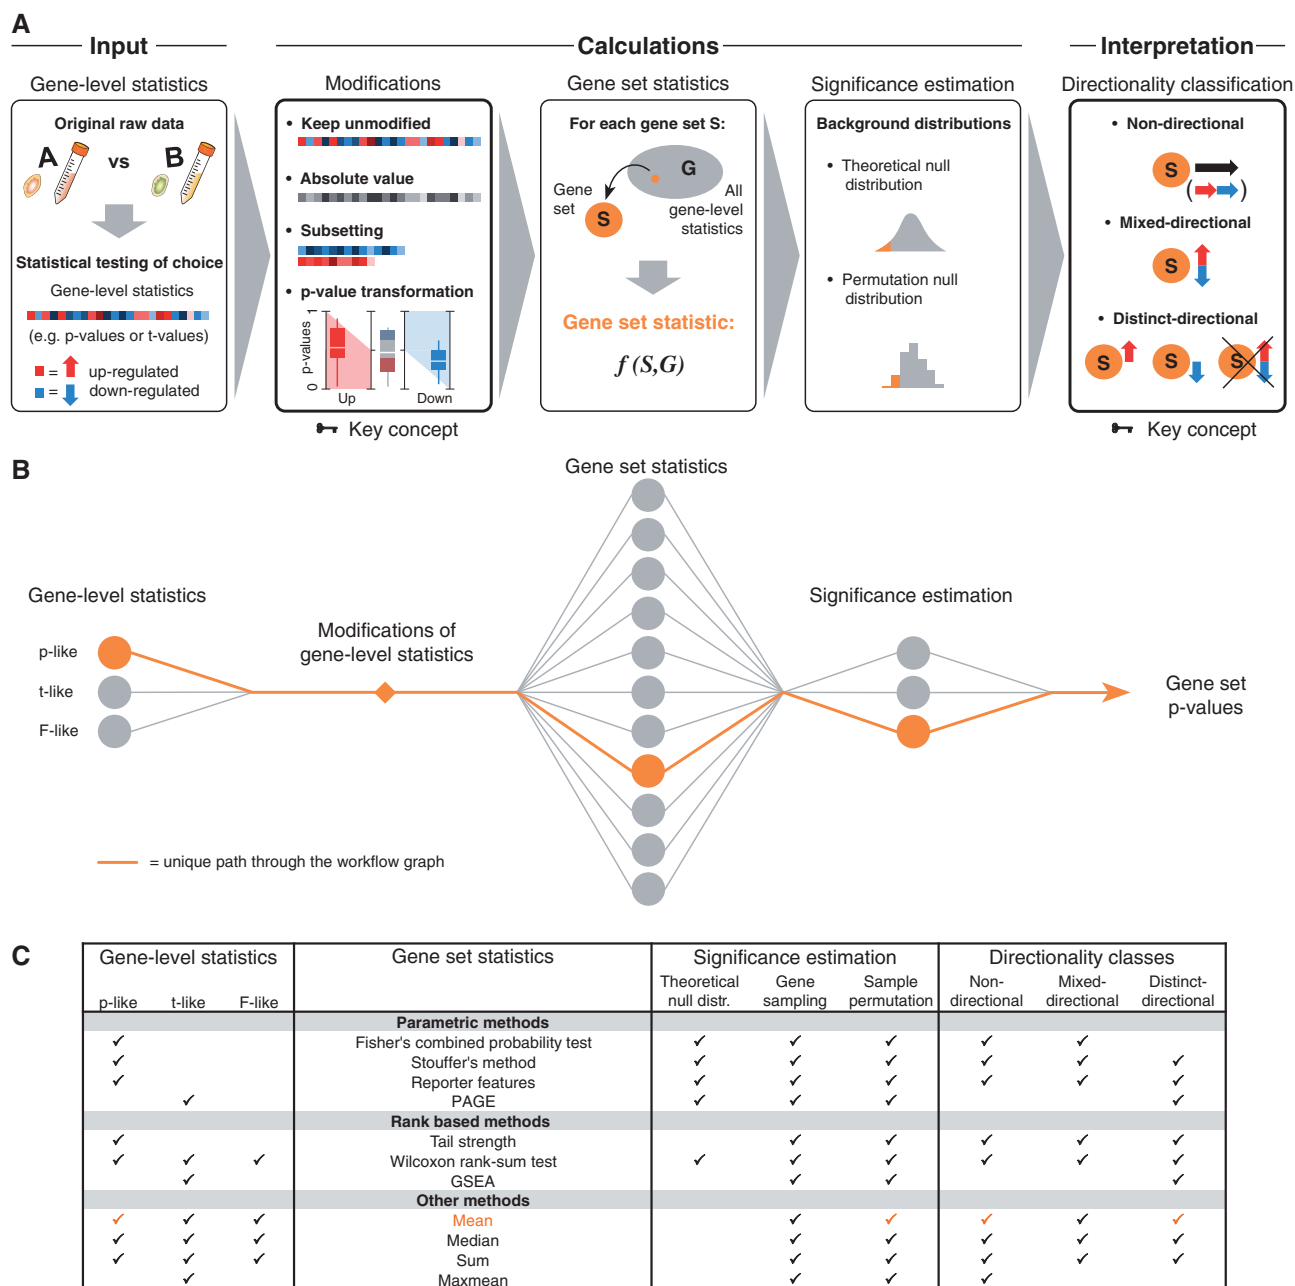 A
Input
Calculations
Interpretation
Gene-level statistics
Modifications
Gene set statistics
Significance estimation
Directionality classification
Original raw data
A vs B
Statistical testing of choice
Gene-level statistics
(e.g. p-values or t-values)
= up-regulated
= down-regulated
• Keep unmodified
• Absolute value
• Subsetting
• p-value transformation
p-values
1
0
Up
Down
Key concept
For each gene set S:
G
Gene
set
S
All
gene-level
statistics
Gene set statistic:
f (S,G)
Background distributions
• Theoretical null
distribution
• Permutation null
distribution
• Non-directional
S
( )
• Mixed-directional
S
• Distinct-directional
S S S
Key concept
B
Gene set statistics
Gene-level statistics
Significance estimation
p-like
t-like
F-like
Modifications of
gene-level statistics
Gene set
p-values
= unique path through the workflow graph
C
Gene-level statistics Gene set statistics Significance estimation Directionality classes
p-like t-like F-like Theoretical null distr. Gene sampling Sample permutation Non-directional Mixed-directional Distinct-directional
Parametric methods
✓ Fisher's combined probability test ✓ ✓ ✓ ✓ ✓
✓ Stouffer's method ✓ ✓ ✓ ✓ ✓ ✓
✓ Reporter features ✓ ✓ ✓ ✓ ✓ ✓
✓ PAGE ✓ ✓ ✓ ✓
Rank based methods
✓ Tail strength ✓ ✓ ✓ ✓ ✓
✓ ✓ ✓ Wilcoxon rank-sum test ✓ ✓ ✓ ✓ ✓ ✓
✓ GSEA ✓ ✓ ✓
Other methods
✓ ✓ ✓ Mean ✓ ✓ ✓ ✓ ✓
✓ ✓ ✓ Median ✓ ✓ ✓ ✓ ✓
✓ ✓ ✓ Sum ✓ ✓ ✓ ✓ ✓
✓ Maxmean ✓ ✓ ✓